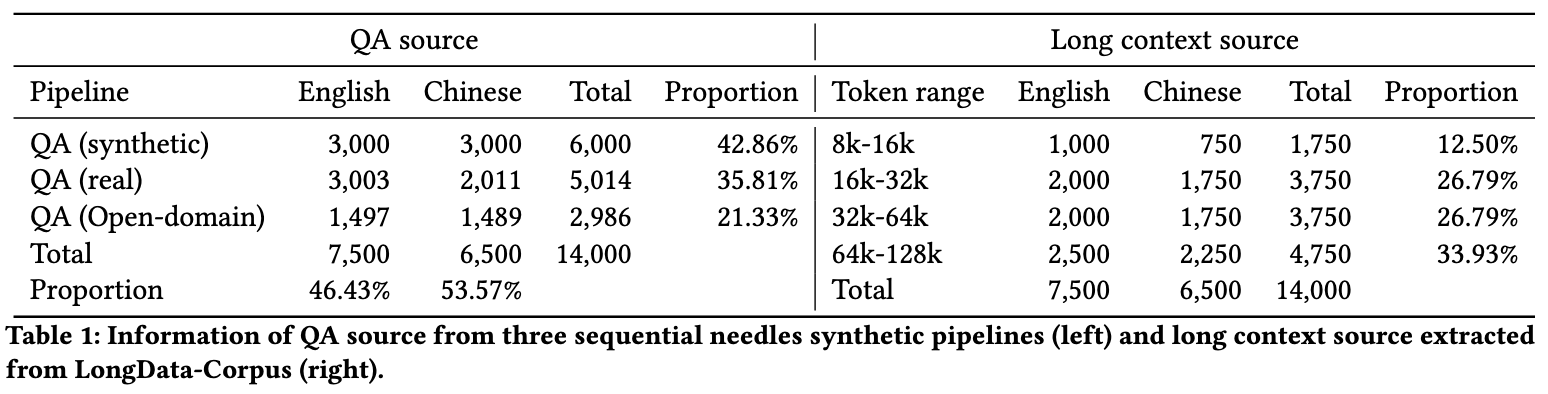 QA source Long context source
Pipeline English Chinese Total Proportion Token range English Chinese Total Proportion
QA (synthetic) 3,000 3,000 6,000 42.86% 8k-16k 1,000 750 1,750 12.50%
QA (real) 3,003 2,011 5,014 35.81% 16k-32k 2,000 1,750 3,750 26.79%
QA (Open-domain) 1,497 1,489 2,986 21.33% 32k-64k 2,000 1,750 3,750 26.79%
Total 7,500 6,500 14,000 64k-128k 2,500 2,250 4,750 33.93%
Proportion 46.43% 53.57% Total 7,500 6,500 14,000
Table 1: Information of QA source from three sequential needles synthetic pipelines (left) and long context source extracted
from LongData-Corpus (right).